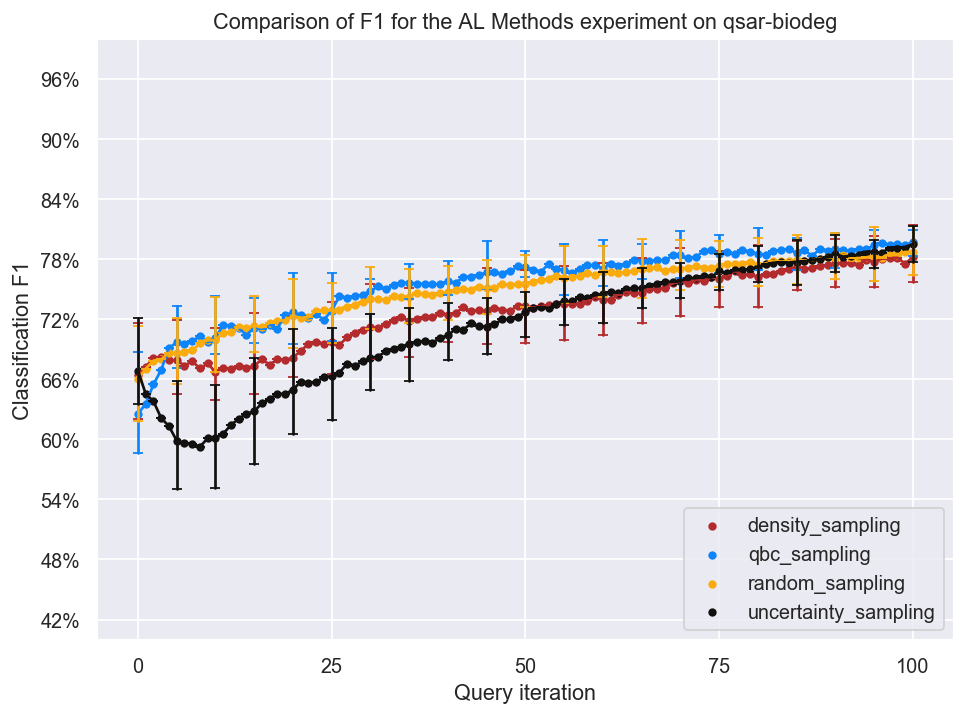 Comparison of F1 for the AL Methods experiment on qsar-biodeg
Classification F1
96%
90%
84%
78%
72%
66%
60%
54%
48%
42%
density_sampling
qbc_sampling
random_sampling
uncertainty_sampling
0 25 50 75 100
Query iteration